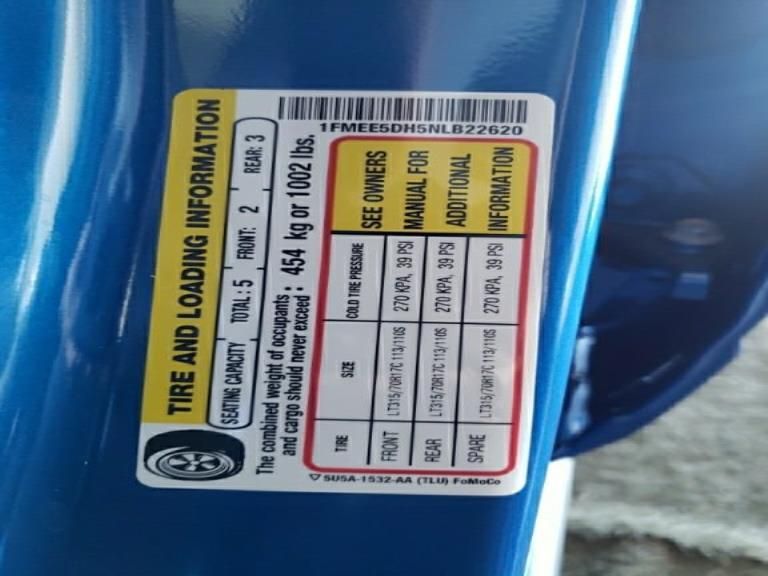 1FMEE5DH5NLB22620
TIRE AND LOADING INFORMATION
SEATING CAPACITY TOTAL: 5 FRONT: 2 REAR: 3
The combined weight of occupants
and cargo should never exceed : 454 kg or 1002 lbs.
TIRE SIZE COLD TIRE PRESSURE
FRONT LT315/70R17C 113/110S 270 KPA, 39 PSI
REAR LT315/70R17C 113/110S 270 KPA, 39 PSI
SPARE LT315/70R17C 113/110S 270 KPA, 39 PSI
SEE OWNERS
MANUAL FOR
ADDITIONAL
INFORMATION
5U5A-1532-AA (TLU) FoMoCo